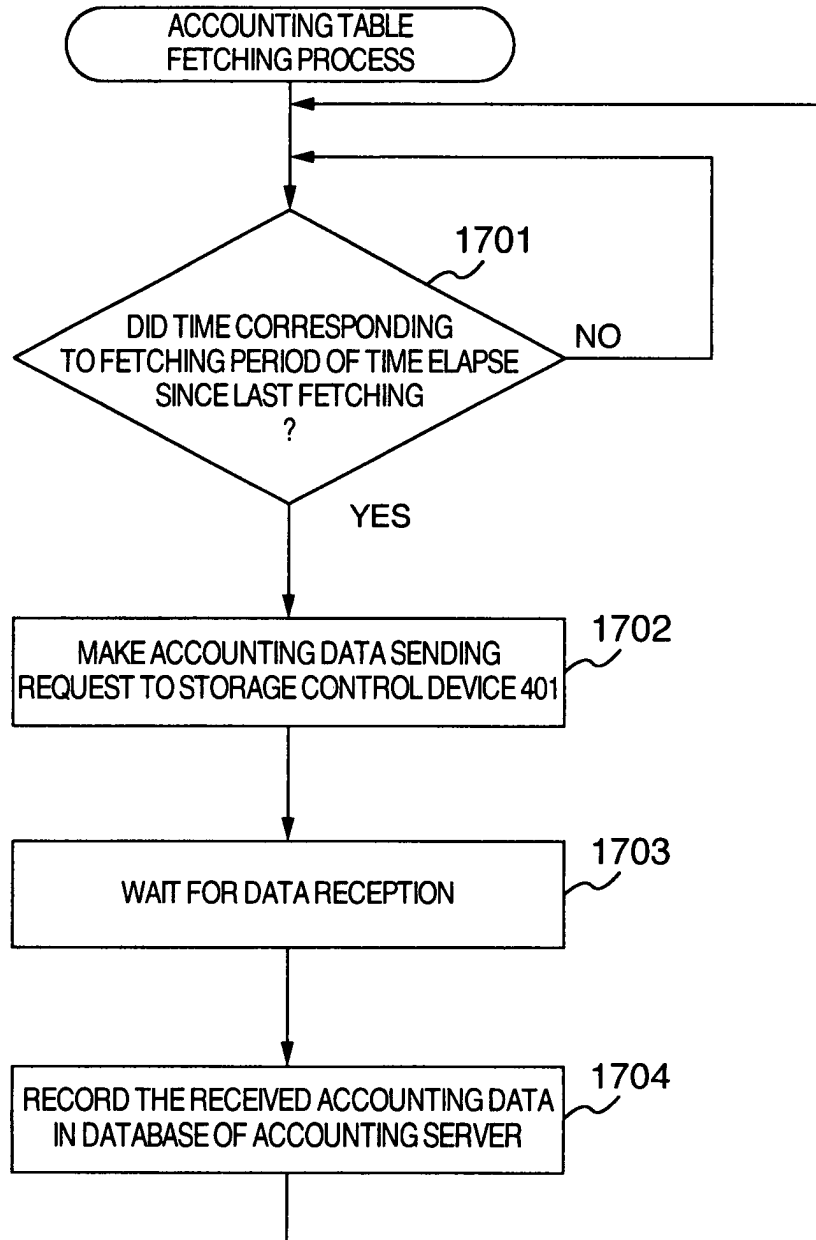 ACCOUNTING TABLE
FETCHING PROCESS
1701
DID TIME CORRESPONDING
TO FETCHING PERIOD OF TIME ELAPSE
SINCE LAST FETCHING
?
NO
YES
1702
MAKE ACCOUNTING DATA SENDING
REQUEST TO STORAGE CONTROL DEVICE 401
1703
WAIT FOR DATA RECEPTION
1704
RECORD THE RECEIVED ACCOUNTING DATA
IN DATABASE OF ACCOUNTING SERVER